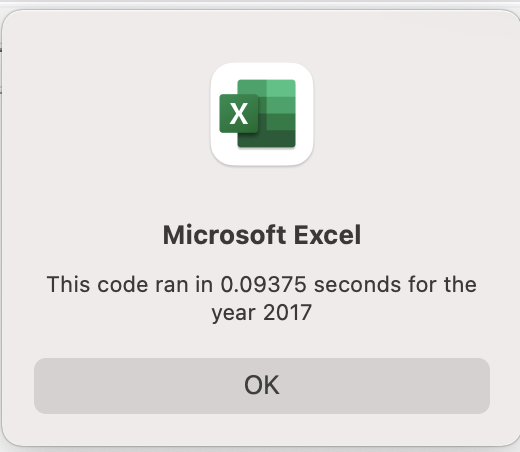 X
Microsoft Excel
This code ran in 0.09375 seconds for the
year 2017
OK